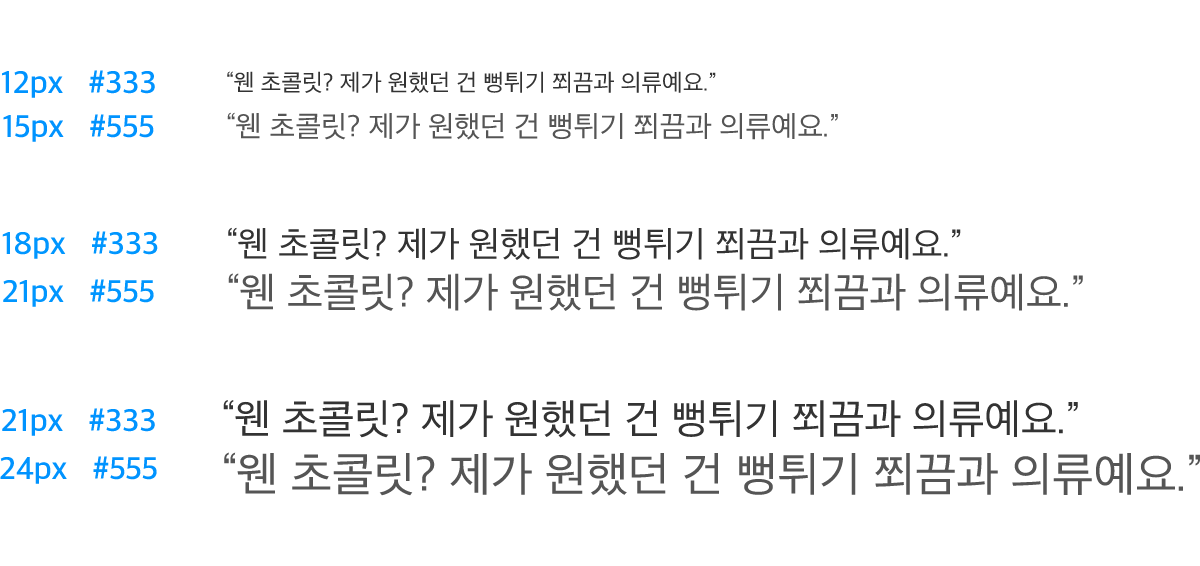 12px #333 “웬 초콜릿? 제가 원했던 건 뻥튀기 쬐끔과 의류예요.”
15px #555 “웬 초콜릿? 제가 원했던 건 뻥튀기 쬐끔과 의류예요.”
18px #333 “웬 초콜릿? 제가 원했던 건 뻥튀기 쬐끔과 의류예요.”
21px #555 “웬 초콜릿? 제가 원했던 건 뻥튀기 쬐끔과 의류예요.”
21px #333 “웬 초콜릿? 제가 원했던 건 뻥튀기 쬐끔과 의류예요.”
24px #555 “웬 초콜릿? 제가 원했던 건 뻥튀기 쬐끔과 의류예요.”